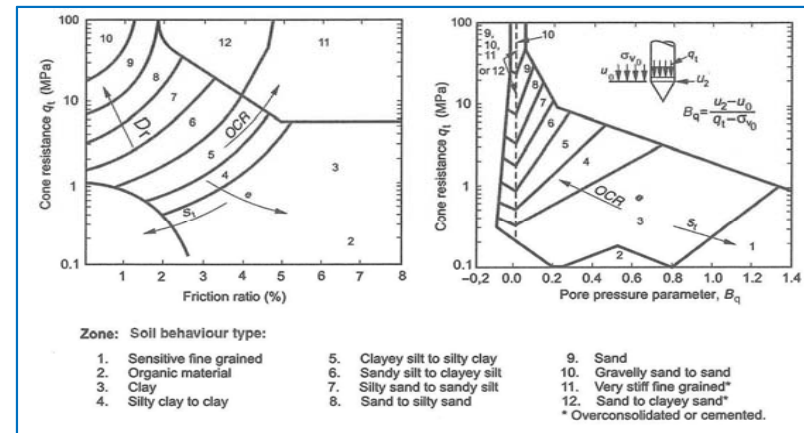 100
10
1
0.1
Cone resistance qt (MPa)
10
9
8
7
6
5
4
3
2
1
12
11
Dr
OCR
e
St
1 2 3 4 5 6 7 8
Friction ratio (%)
100
10
1
0.1
Cone resistance qt (MPa)
9,
10,
11
or 12
10
9
8
7
6
5
4
3
2
1
OCR
e
St
uo
σvo
qt
u2
Bq = u2-uo / qt-σvo
-0,2 0.0 0.2 0.4 0.6 0.8 1.0 1.2 1.4
Pore pressure parameter, Bq
Zone: Soil behaviour type:
1. Sensitive fine grained
2. Organic material
3. Clay
4. Silty clay to clay
5. Clayey silt to silty clay
6. Sandy silt to clayey silt
7. Silty sand to sandy silt
8. Sand to silty sand
9. Sand
10. Gravelly sand to sand
11. Very stiff fine grained*
12. Sand to clayey sand*
* Overconsolidated or cemented.